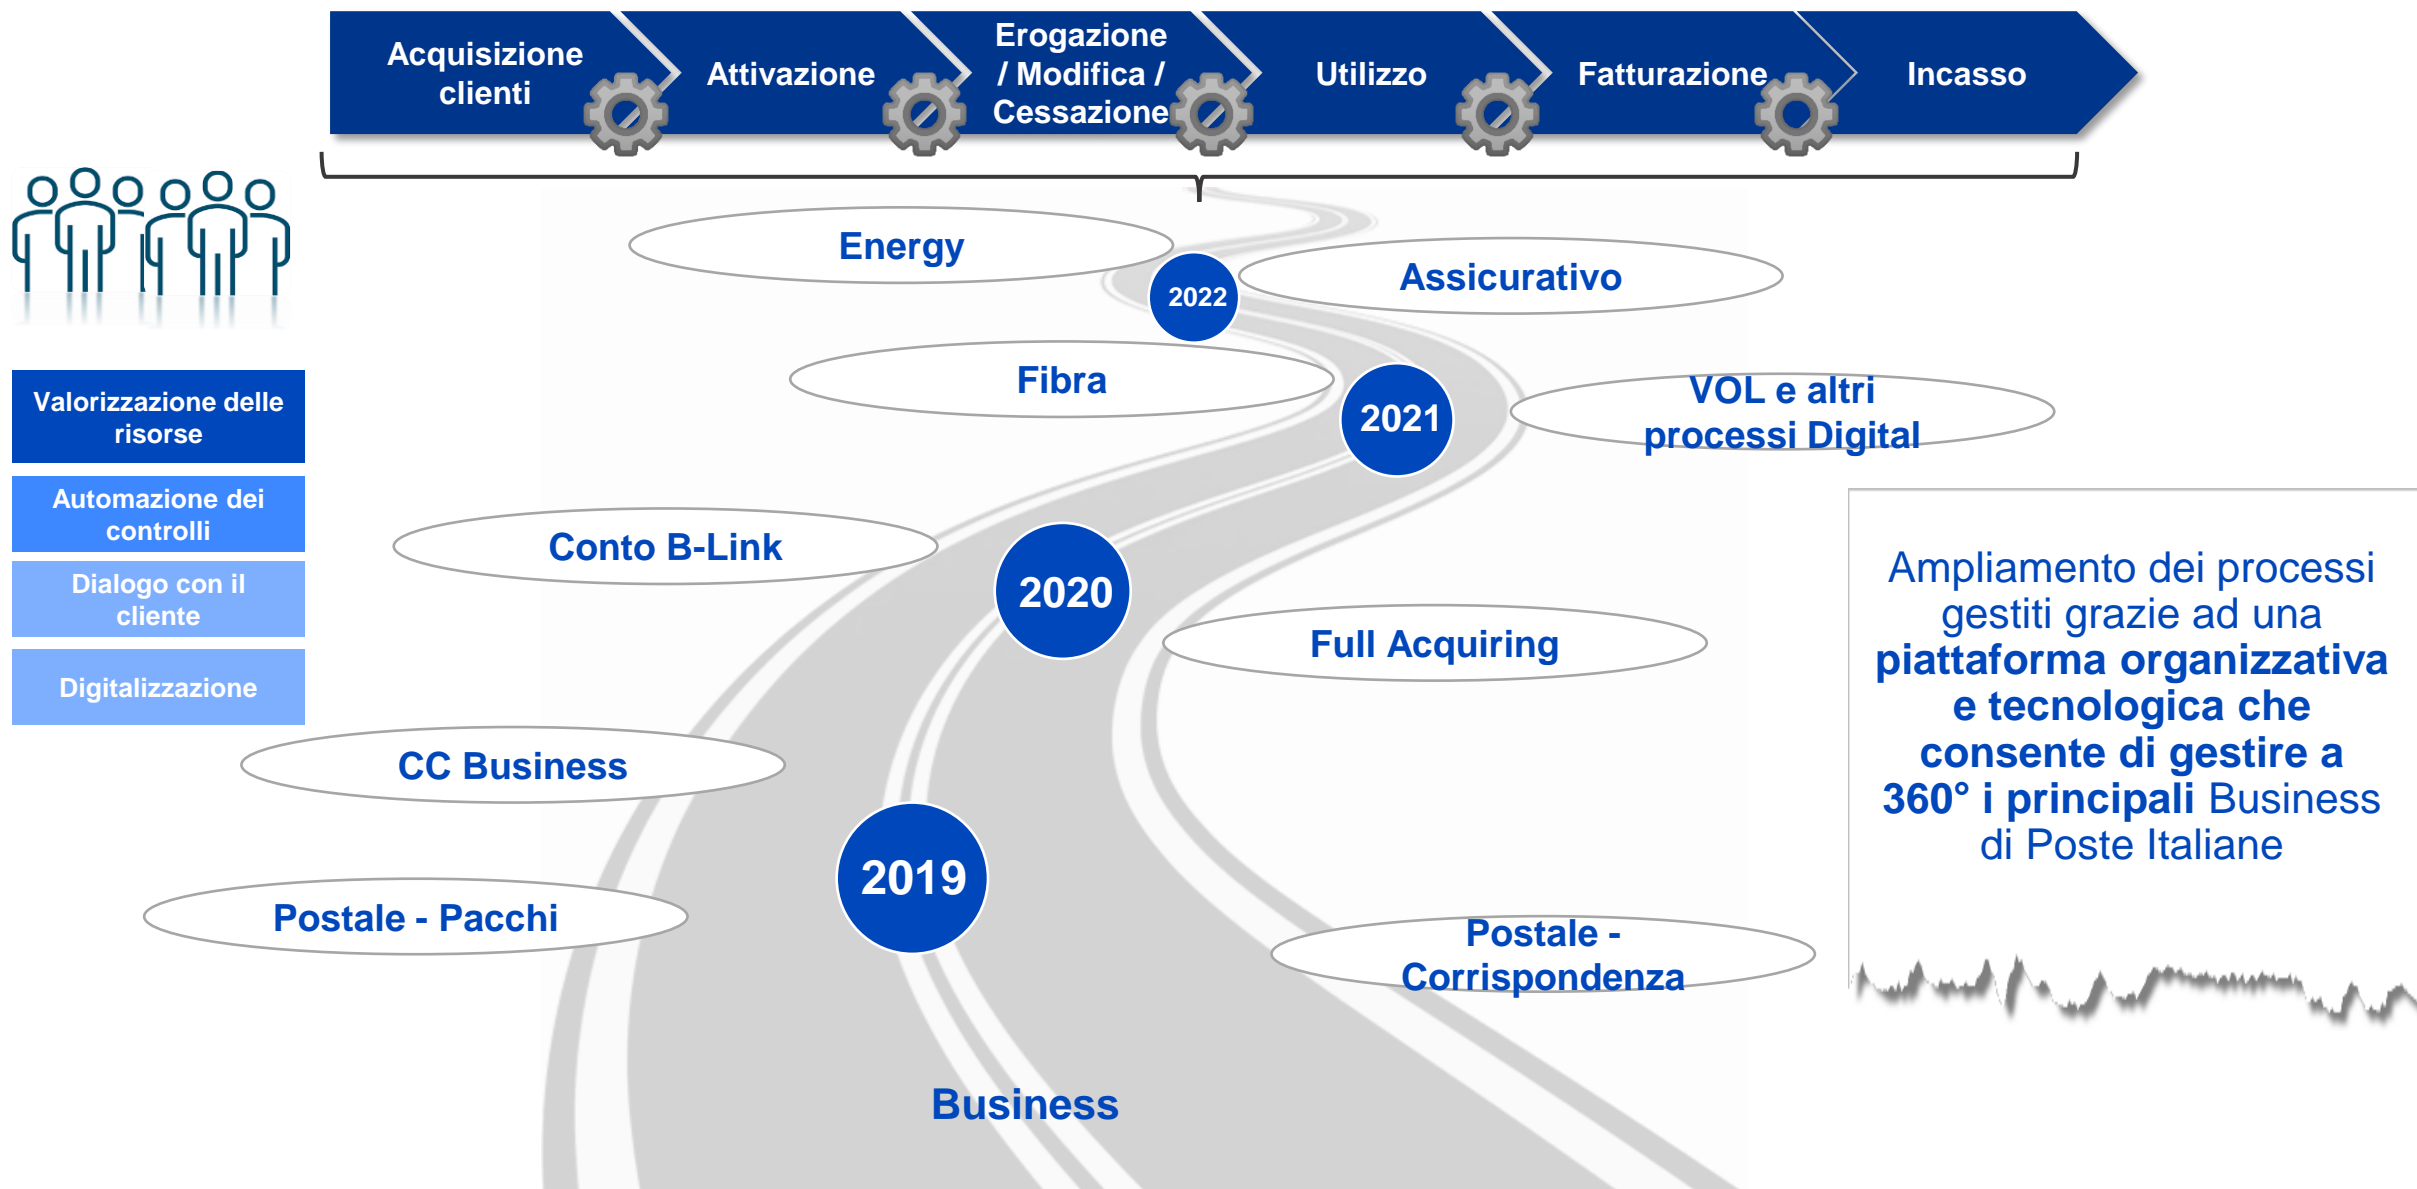 Acquisizione
clienti
Attivazione
Erogazione
/ Modifica /
Cessazione
Utilizzo
Fatturazione
Incasso
Energy
Assicurativo
2022
Fibra
2021
VOL e altri
processi Digital
Valorizzazione delle
risorse
Automazione dei
controlli
Dialogo con il
cliente
Digitalizzazione
Conto B-Link
2020
Full Acquiring
CC Business
2019
Postale - Pacchi
Postale -
Corrispondenza
Business
Ampliamento dei processi
gestiti grazie ad una
piattaforma organizzativa
e tecnologica che
consente di gestire a
360° i principali Business
di Poste Italiane